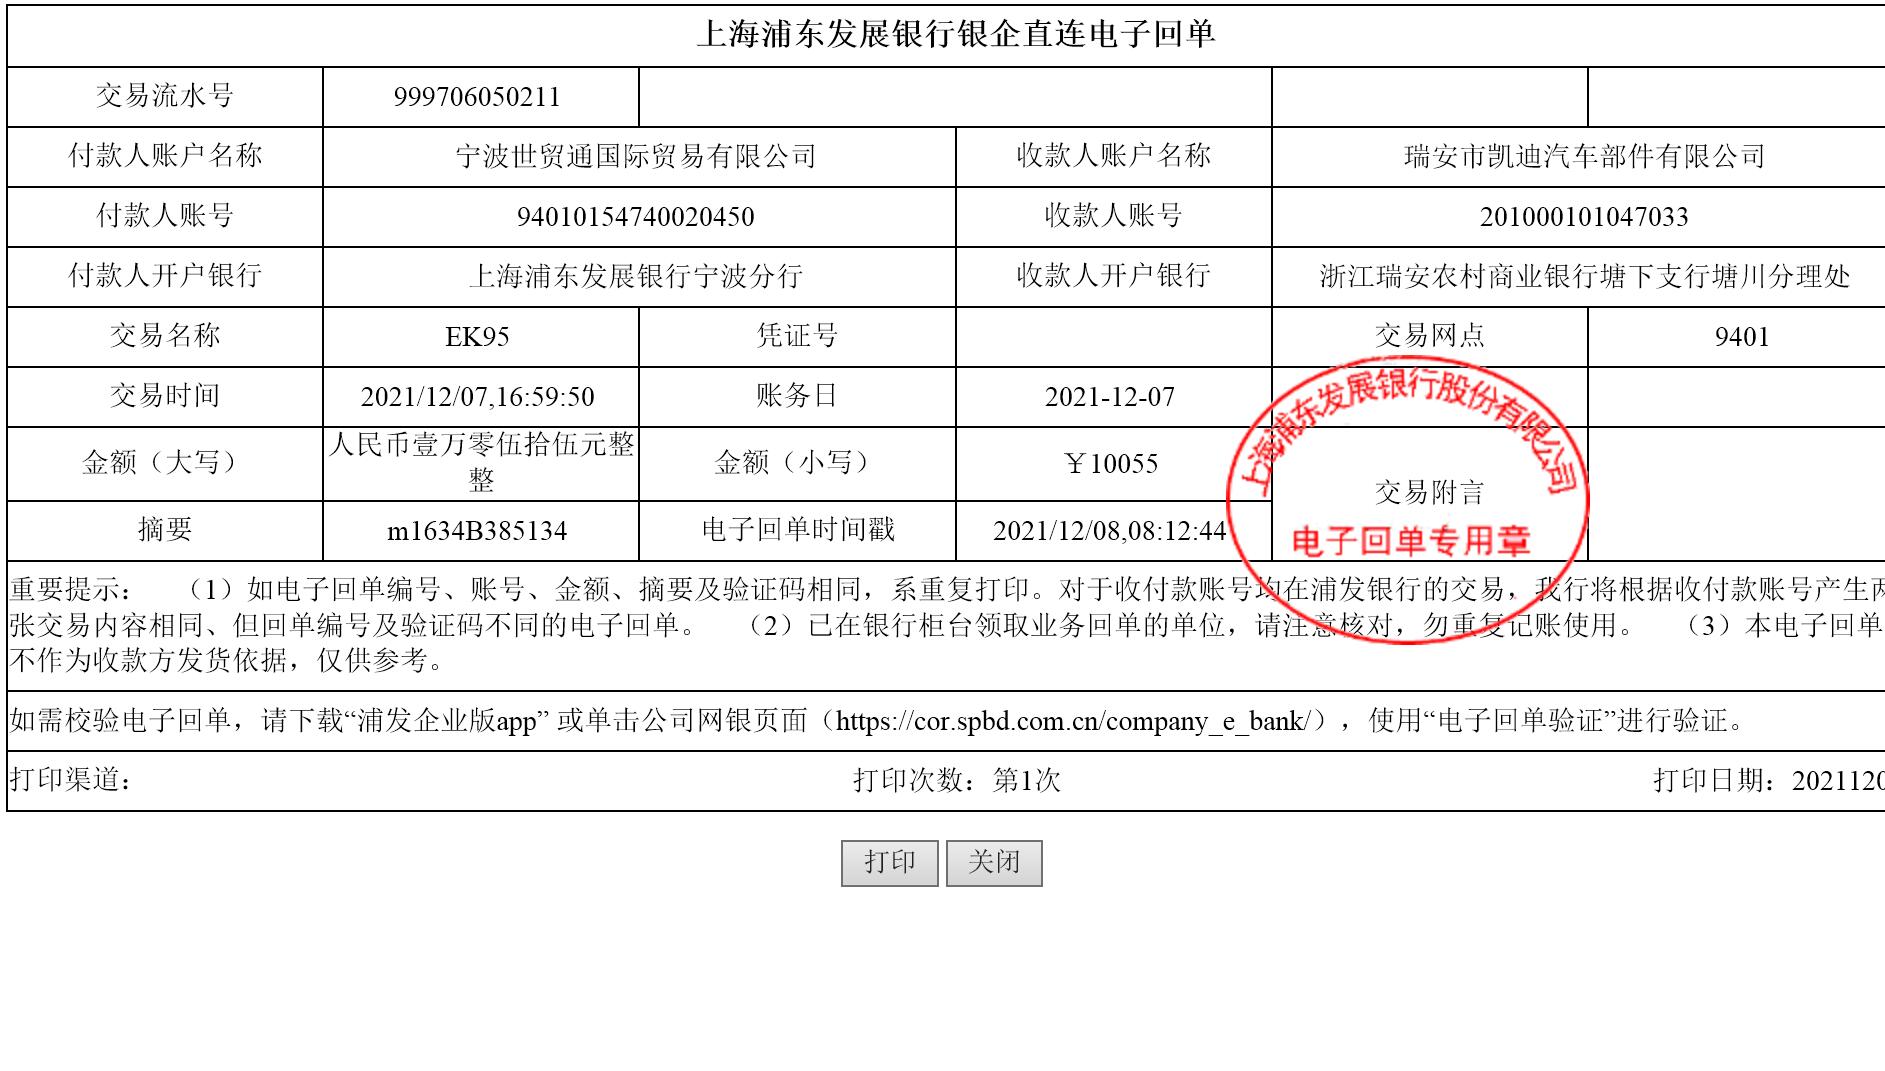 上海浦东发展银行银企直连电子回单
交易流水号 999706050211
付款人账户名称 宁波世贸通国际贸易有限公司 收款人账户名称 瑞安市凯迪汽车部件有限公司
付款人账号 94010154740020450 收款人账号 201000101047033
付款人开户银行 上海浦东发展银行宁波分行 收款人开户银行 浙江瑞安农村商业银行塘下支行塘川分理处
交易名称 EK95 凭证号 交易网点 9401
交易时间 2021/12/07,16:59:50 账务日 2021-12-07
金额（大写） 人民币壹万零伍拾伍元整
整 金额（小写） ￥10055 交易附言
摘要 m1634B385134 电子回单时间戳 2021/12/08,08:12:44
上海浦东发展银行股份有限公司
电子回单专用章
重要提示： （1）如电子回单编号、账号、金额、摘要及验证码相同，系重复打印。对于收付款账号均在浦发银行的交易，我行将根据收付款账号产生两
张交易内容相同、但回单编号及验证码不同的电子回单。 （2）已在银行柜台领取业务回单的单位，请注意核对，勿重复记账使用。 （3）本电子回单
不作为收款方发货依据，仅供参考。
如需校验电子回单，请下载“浦发企业版app” 或单击公司网银页面（https://cor.spbd.com.cn/company_e_bank/），使用“电子回单验证”进行验证。
打印渠道： 打印次数：第1次 打印日期：2021120
打印 关闭